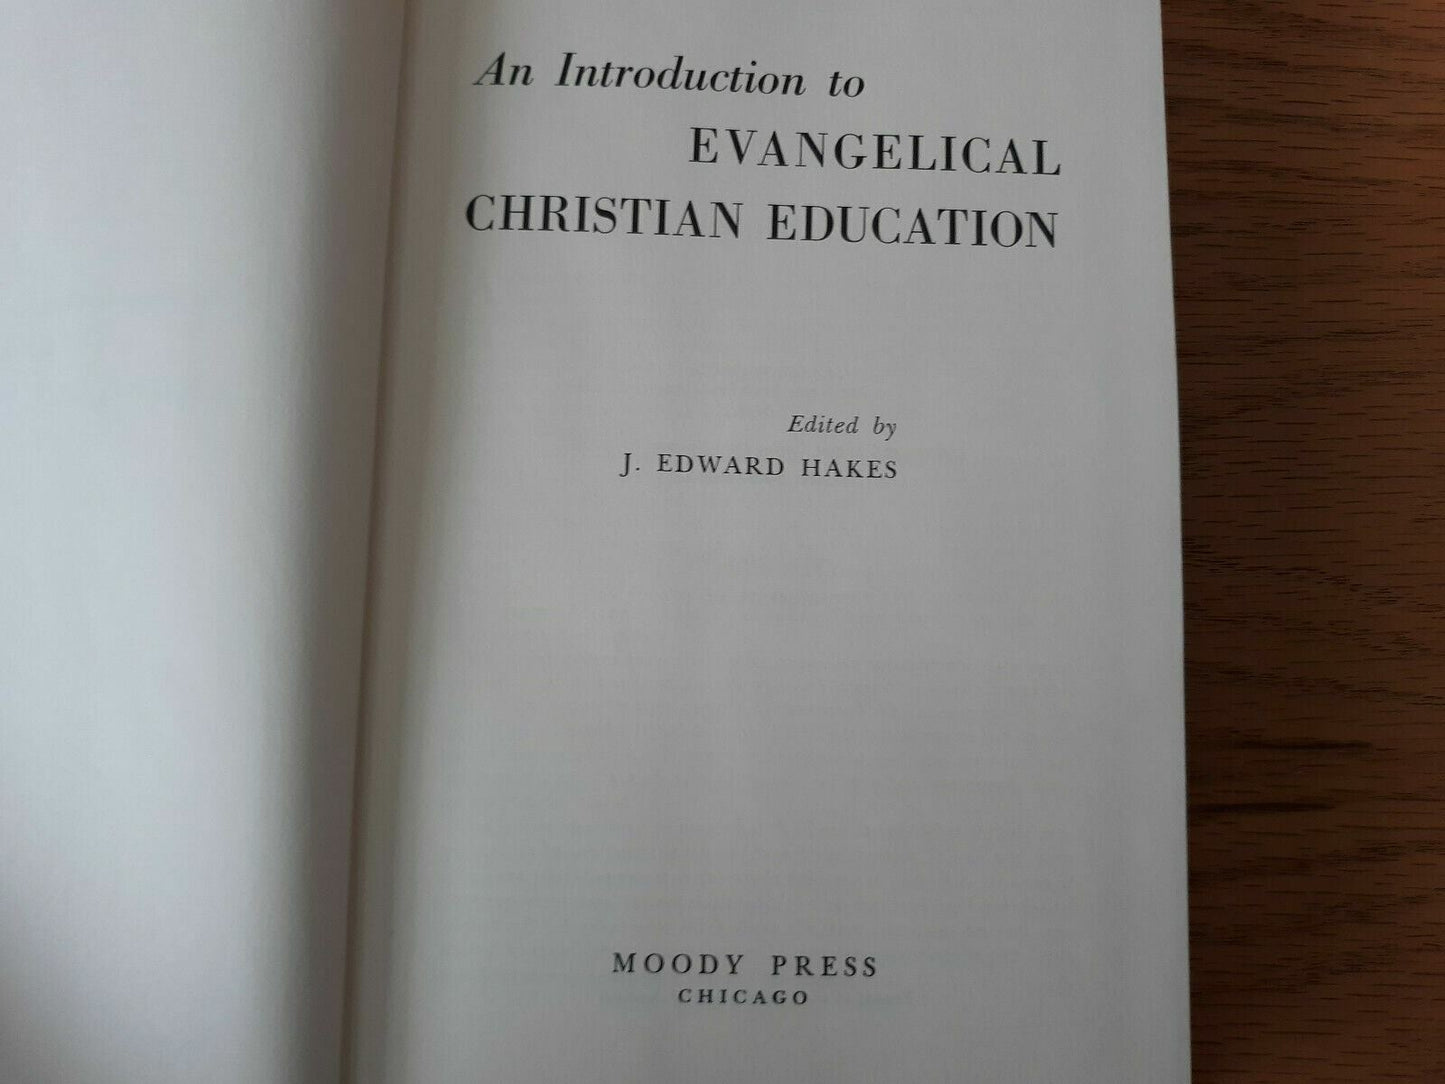 An Introduction to
EVANGELICAL
CHRISTIAN EDUCATION
Edited by
J. EDWARD HAKES
MOODY PRESS
CHICAGO